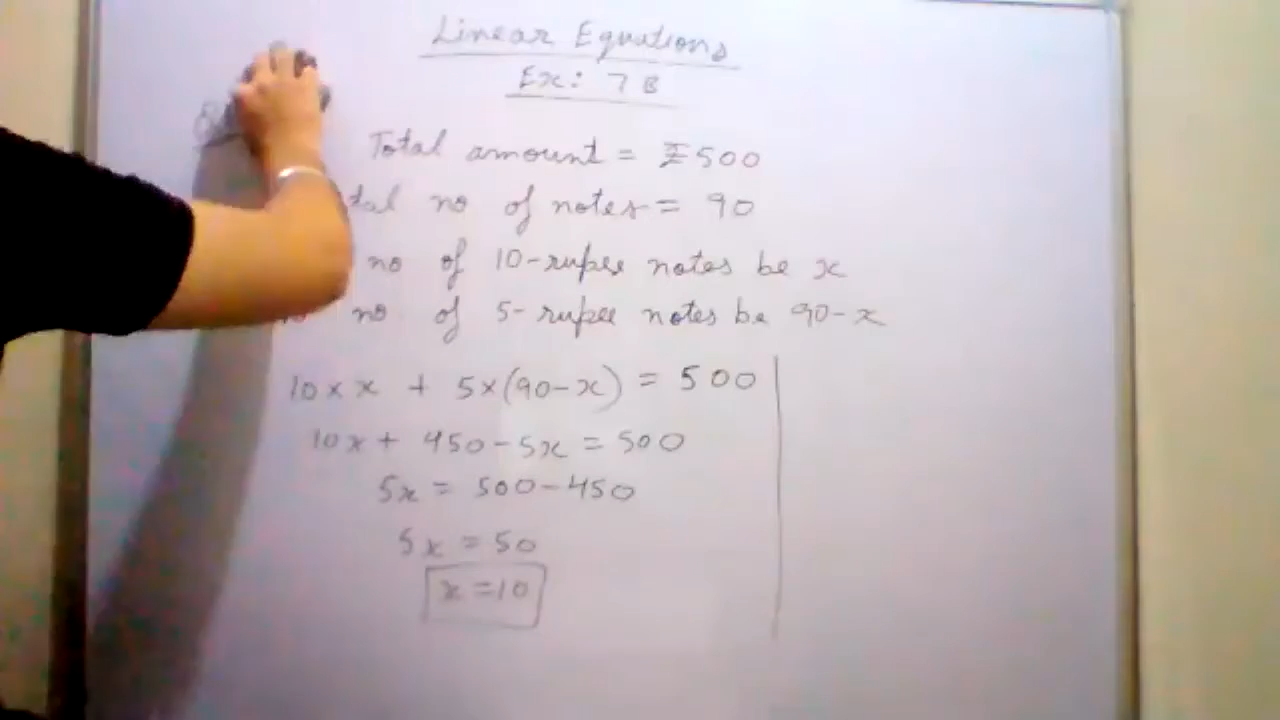 Linear Equations
Ex: 7B
Total amount = ₹500
no of notes = 90
no of 10-rupee notes be x
no of 5-rupee notes be 90-x
10×x + 5×(90-x) = 500
10x + 450-5x = 500
5x = 500-450
5x = 50
x = 10